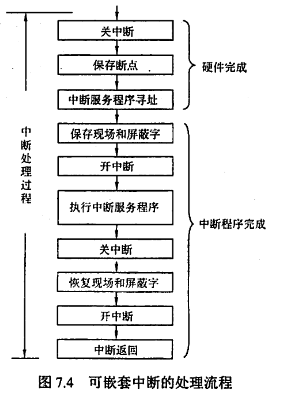 关中断
保存断点
中断服务程序寻址
硬件完成
保存现场和屏蔽字
开中断
执行中断服务程序
关中断
恢复现场和屏蔽字
开中断
中断返回
中断程序完成
中断处理过程
图 7.4 可嵌套中断的处理流程